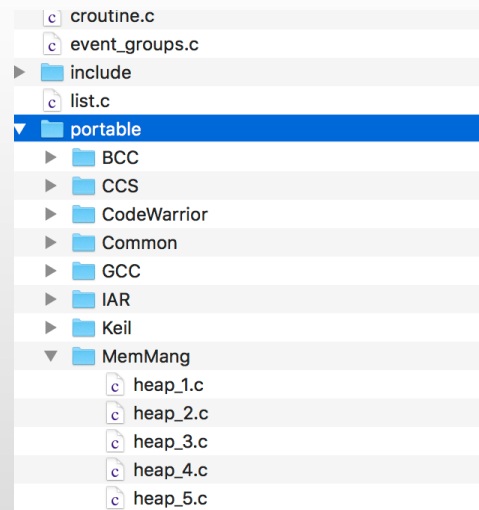 croutine.c
event_groups.c
include
list.c
portable
BCC
CCS
CodeWarrior
Common
GCC
IAR
Keil
MemMang
heap_1.c
heap_2.c
heap_3.c
heap_4.c
heap_5.c